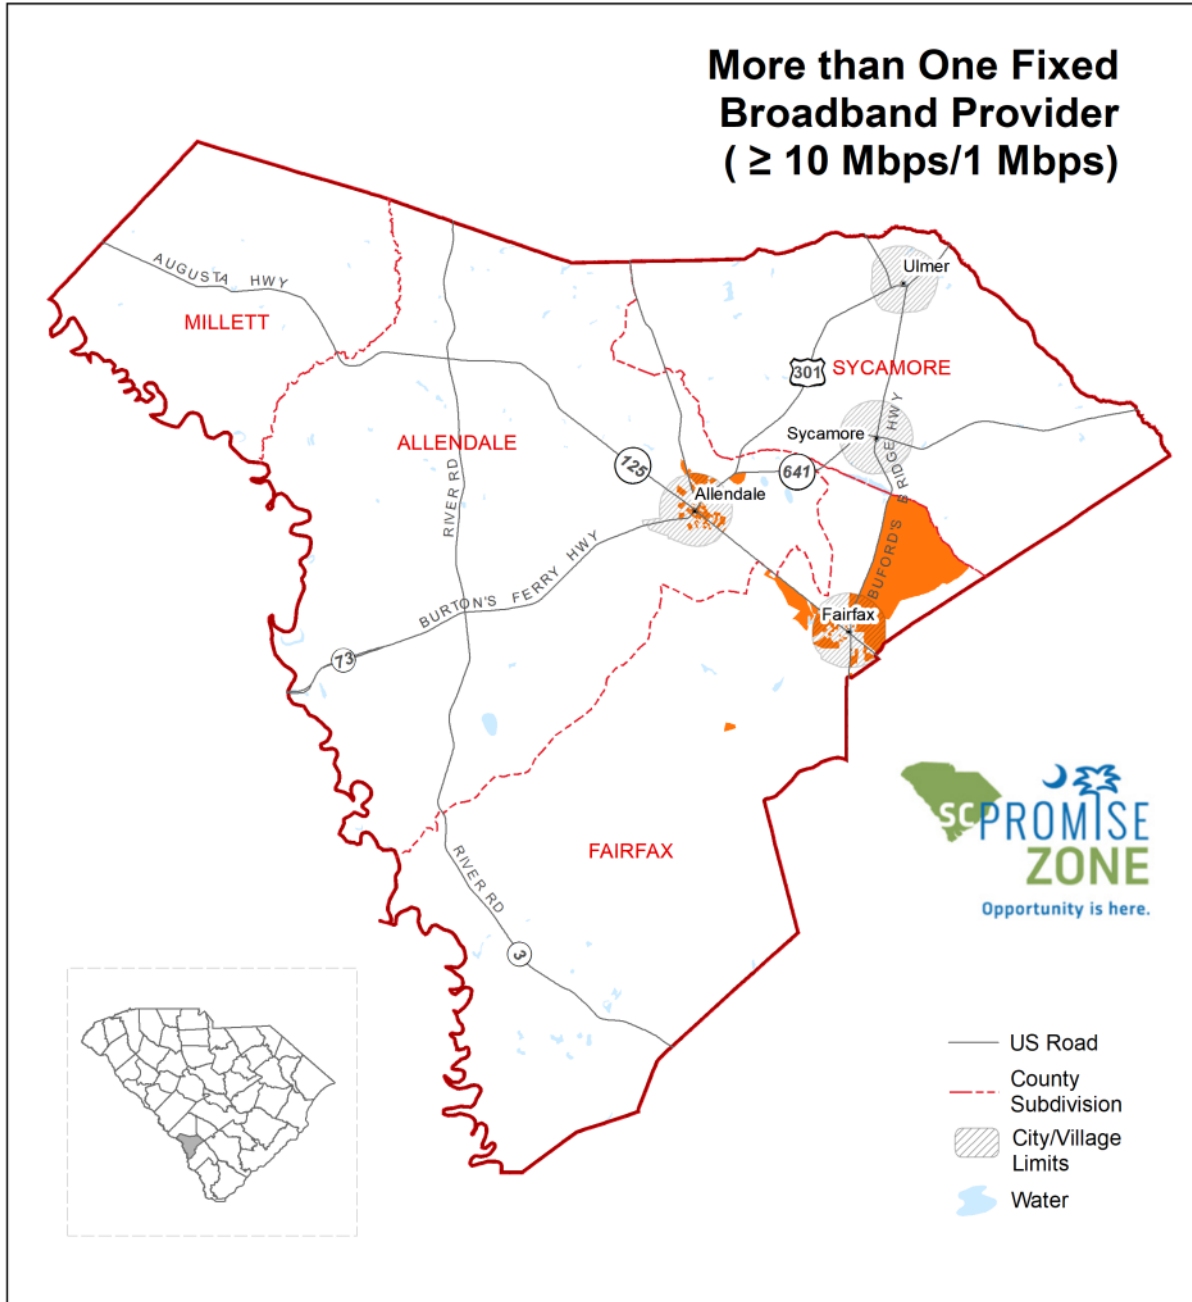 More than One Fixed
Broadband Provider
( ≥ 10 Mbps/1 Mbps)
Ulmer
AUGUSTA HWY
MILLETT
301
SYCAMORE
Sycamore
BUFORD'S BRIDGE HWY
ALLENDALE
125
641
RIVER RD
Allendale
BURTON'S FERRY HWY
Fairfax
73
SC PROMISE
ZONE
Opportunity is here.
FAIRFAX
RIVER RD
3
US Road
County
Subdivision
City/Village
Limits
Water